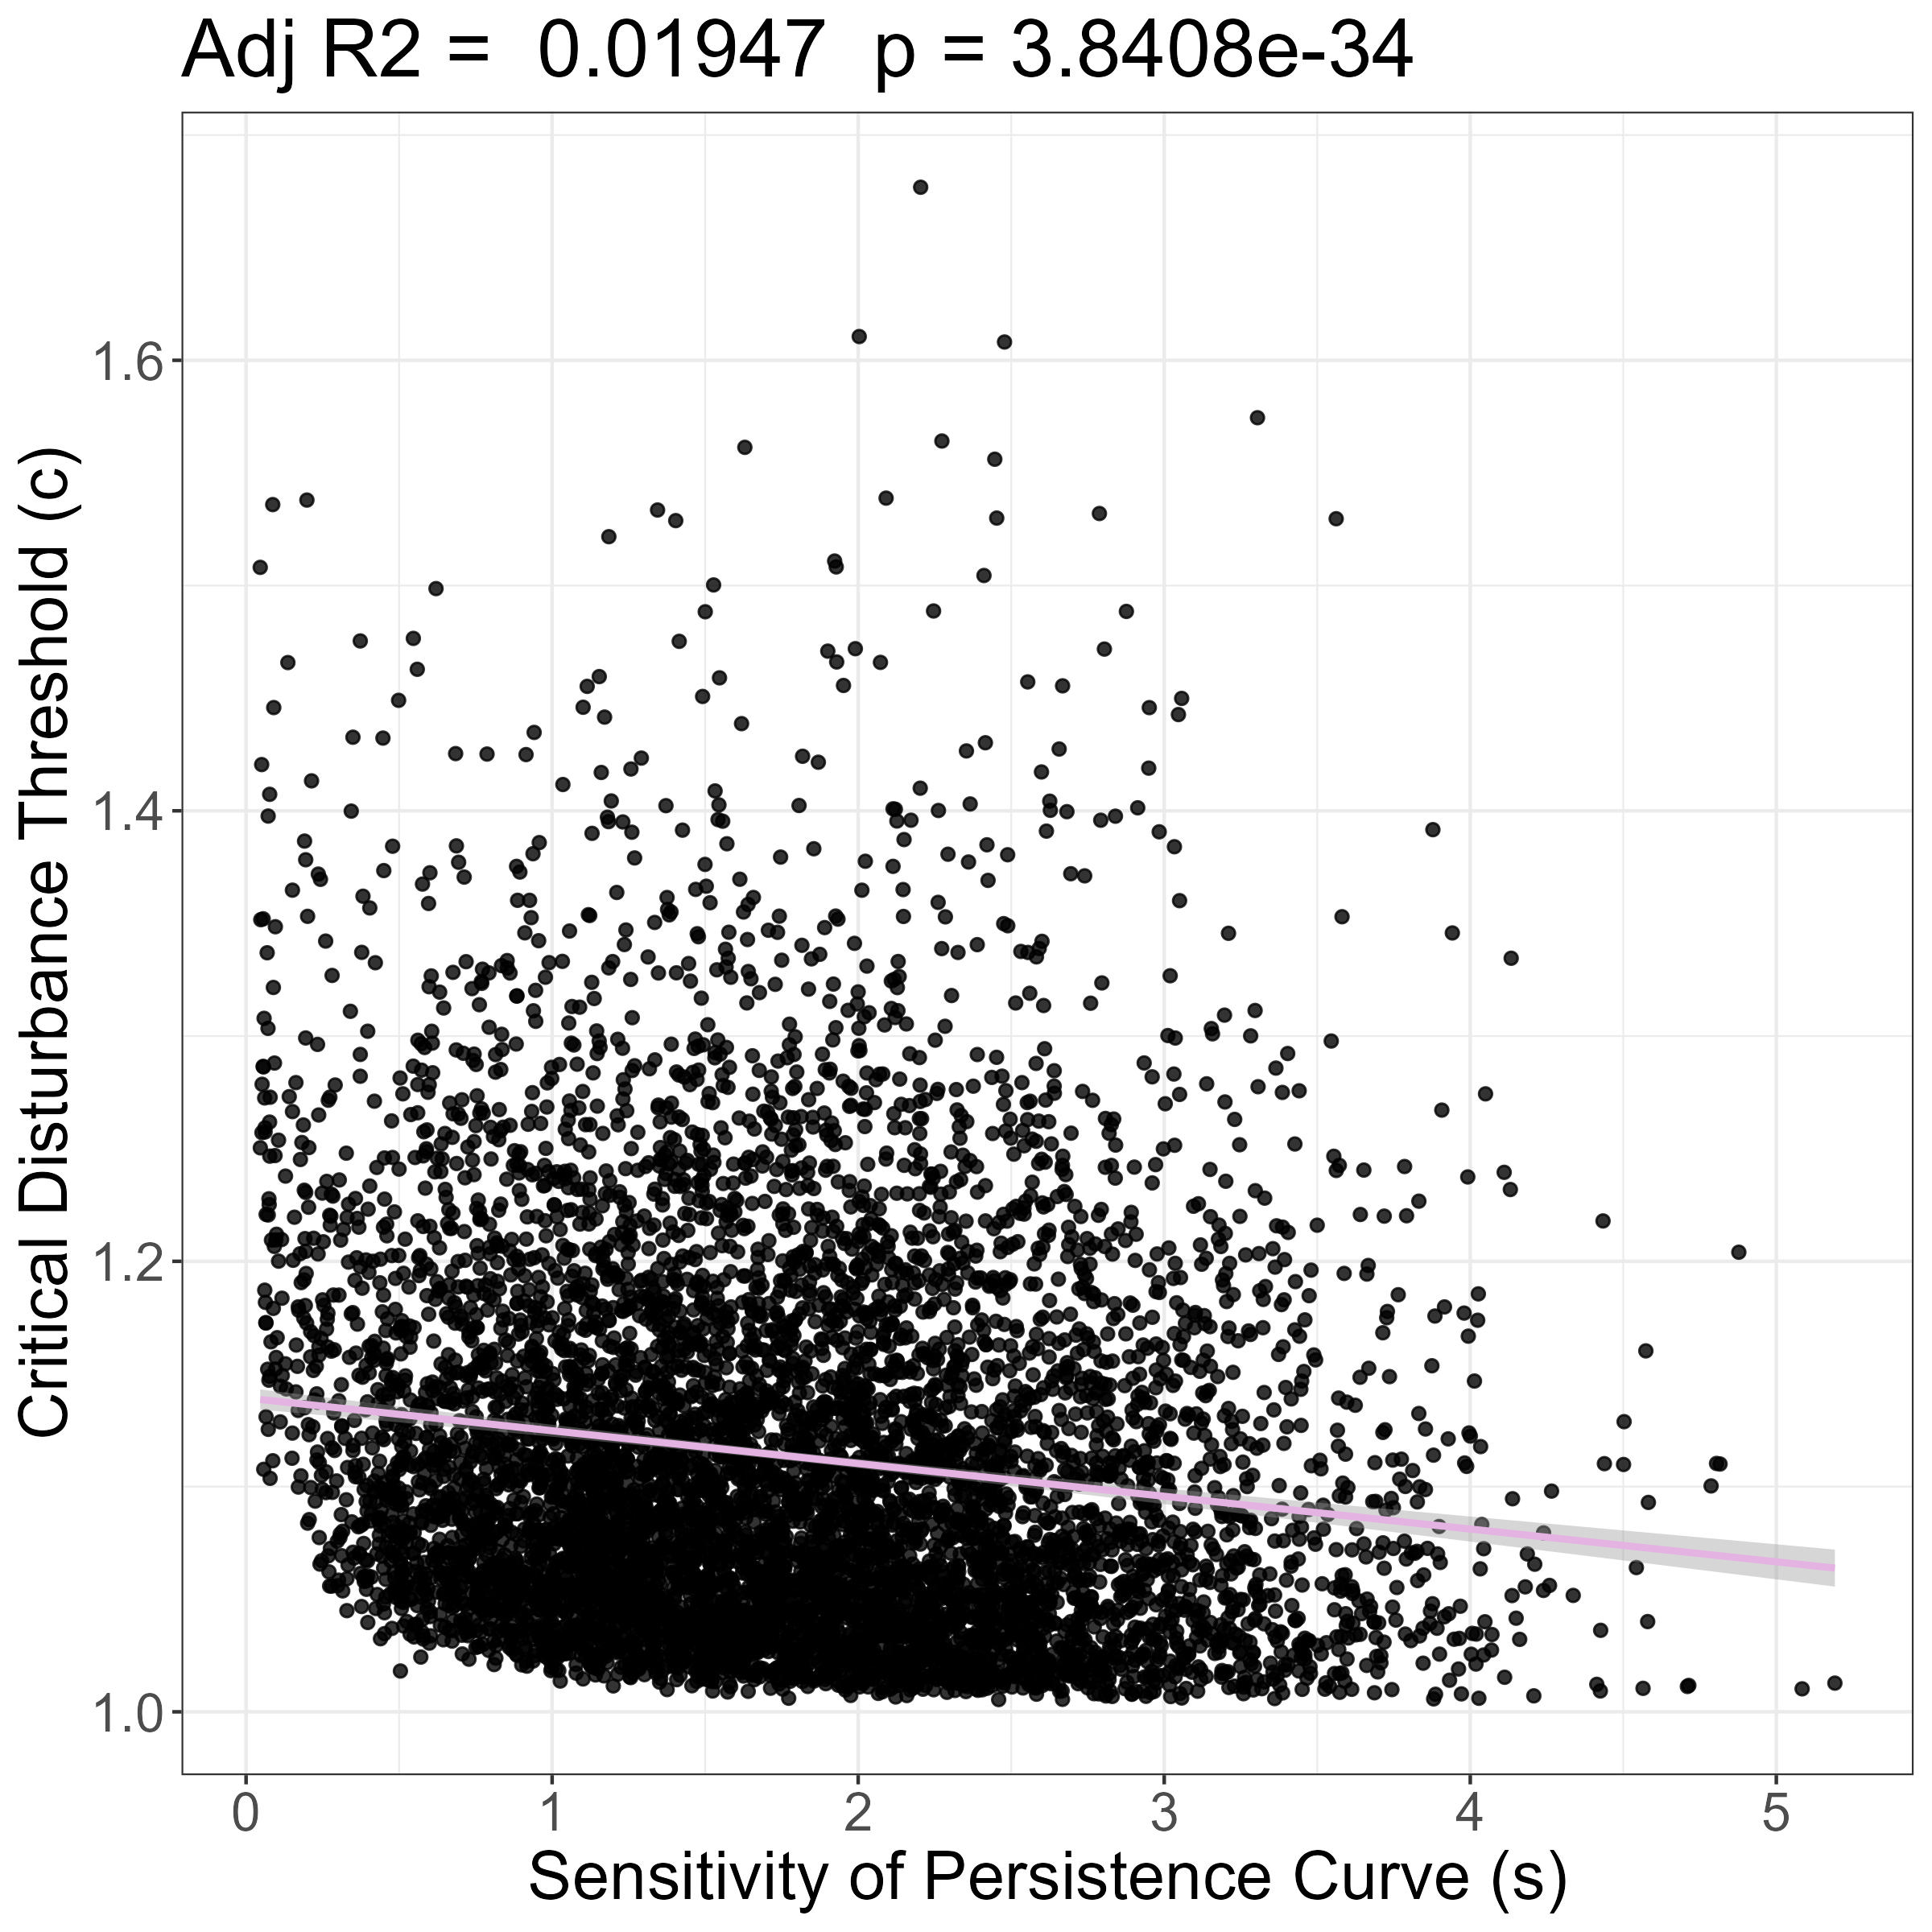 Adj R2 =  0.01947  p = 3.8408e-34
Critical Disturbance Threshold (c)
1.6
1.4
1.2
1.0
0 1 2 3 4 5
Sensitivity of Persistence Curve (s)